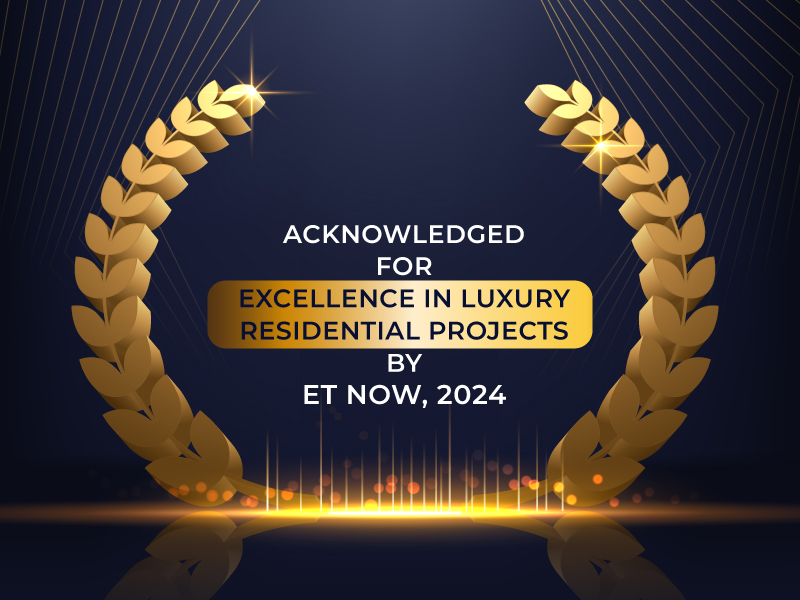 ACKNOWLEDGED
FOR
EXCELLENCE IN LUXURY
RESIDENTIAL PROJECTS
BY
ET NOW, 2024